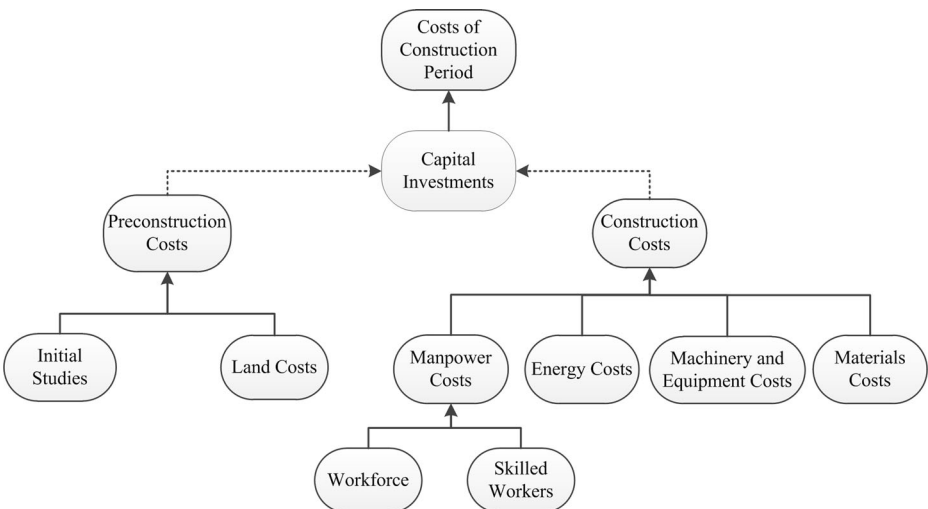 Costs of
Construction
Period
Capital
Investments
Preconstruction
Costs
Construction
Costs
Initial
Studies
Land Costs
Manpower
Costs
Energy Costs
Machinery and
Equipment Costs
Materials
Costs
Workforce
Skilled
Workers